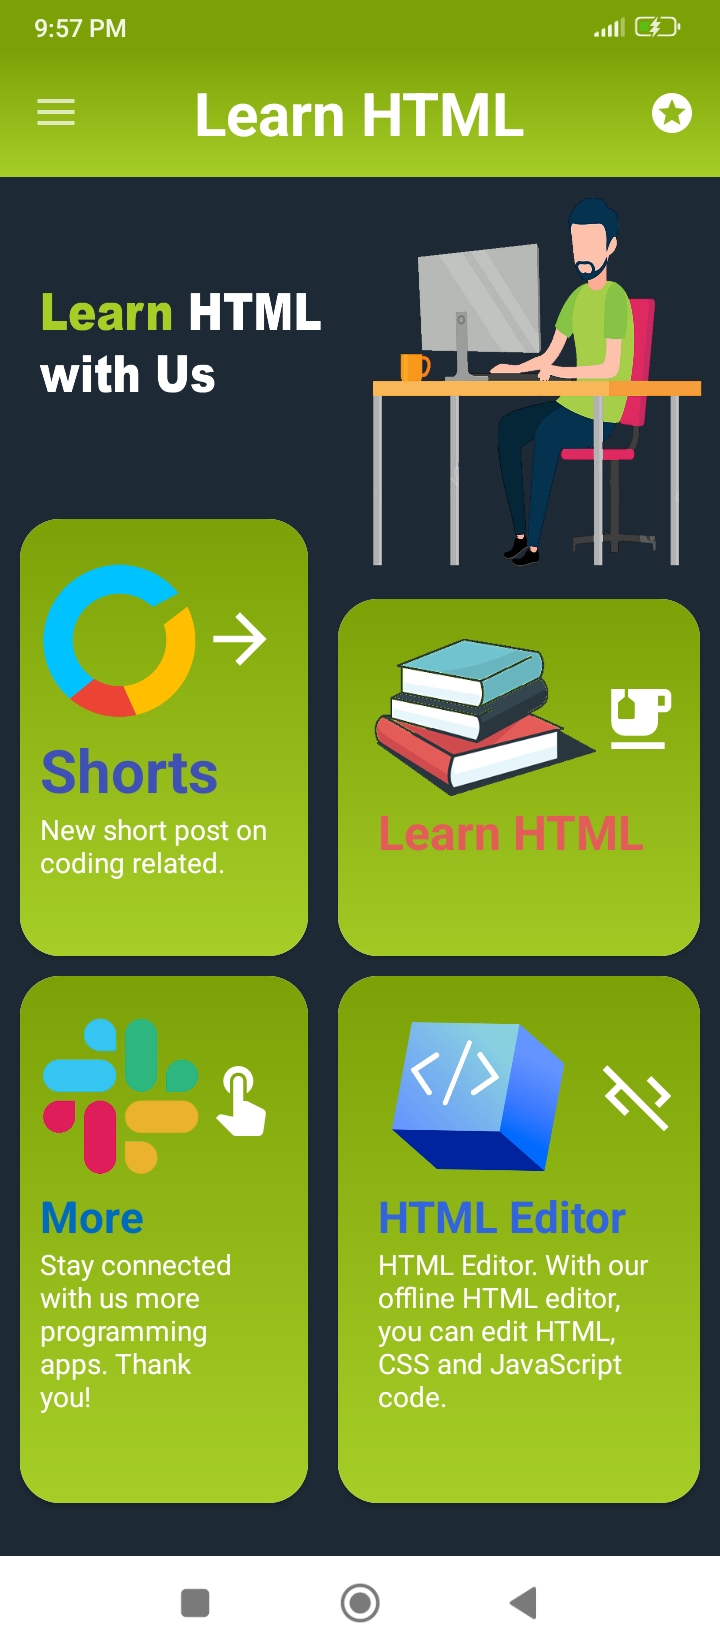 9:57 PM
Learn HTML
Learn HTML
with Us
Shorts
New short post on
coding related.
Learn HTML
More
Stay connected
with us more
programming
apps. Thank
you!
</>
HTML Editor
HTML Editor. With our
offline HTML editor,
you can edit HTML,
CSS and JavaScript
code.